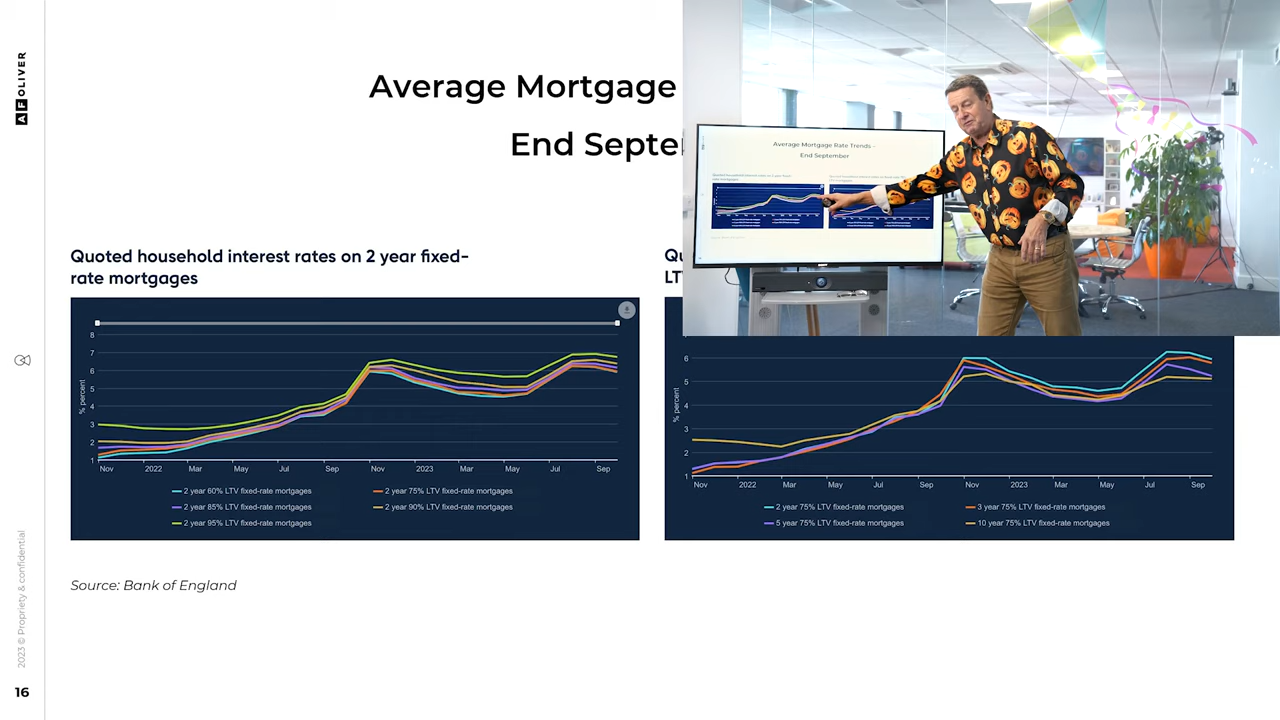 AF OLIVER
Average Mortgage
End Septe
Average Mortgage Rate Trends –
End September
Quoted household interest rates on 2 year fixed-
rate mortgages
8
7
6
5
4
3
2
1
% percent
Nov 2022 Mar May Jul Sep Nov 2023 Mar May Jul Sep
2 year 60% LTV fixed-rate mortgages 2 year 75% LTV fixed-rate mortgages
2 year 85% LTV fixed-rate mortgages 2 year 90% LTV fixed-rate mortgages
2 year 95% LTV fixed-rate mortgages
Qu
LT
6
5
4
3
2
1
% percent
Nov 2022 Mar May Jul Sep Nov 2023 Mar May Jul Sep
2 year 75% LTV fixed-rate mortgages 3 year 75% LTV fixed-rate mortgages
5 year 75% LTV fixed-rate mortgages 10 year 75% LTV fixed-rate mortgages
Source: Bank of England
2023 © Propriety & confidential
16